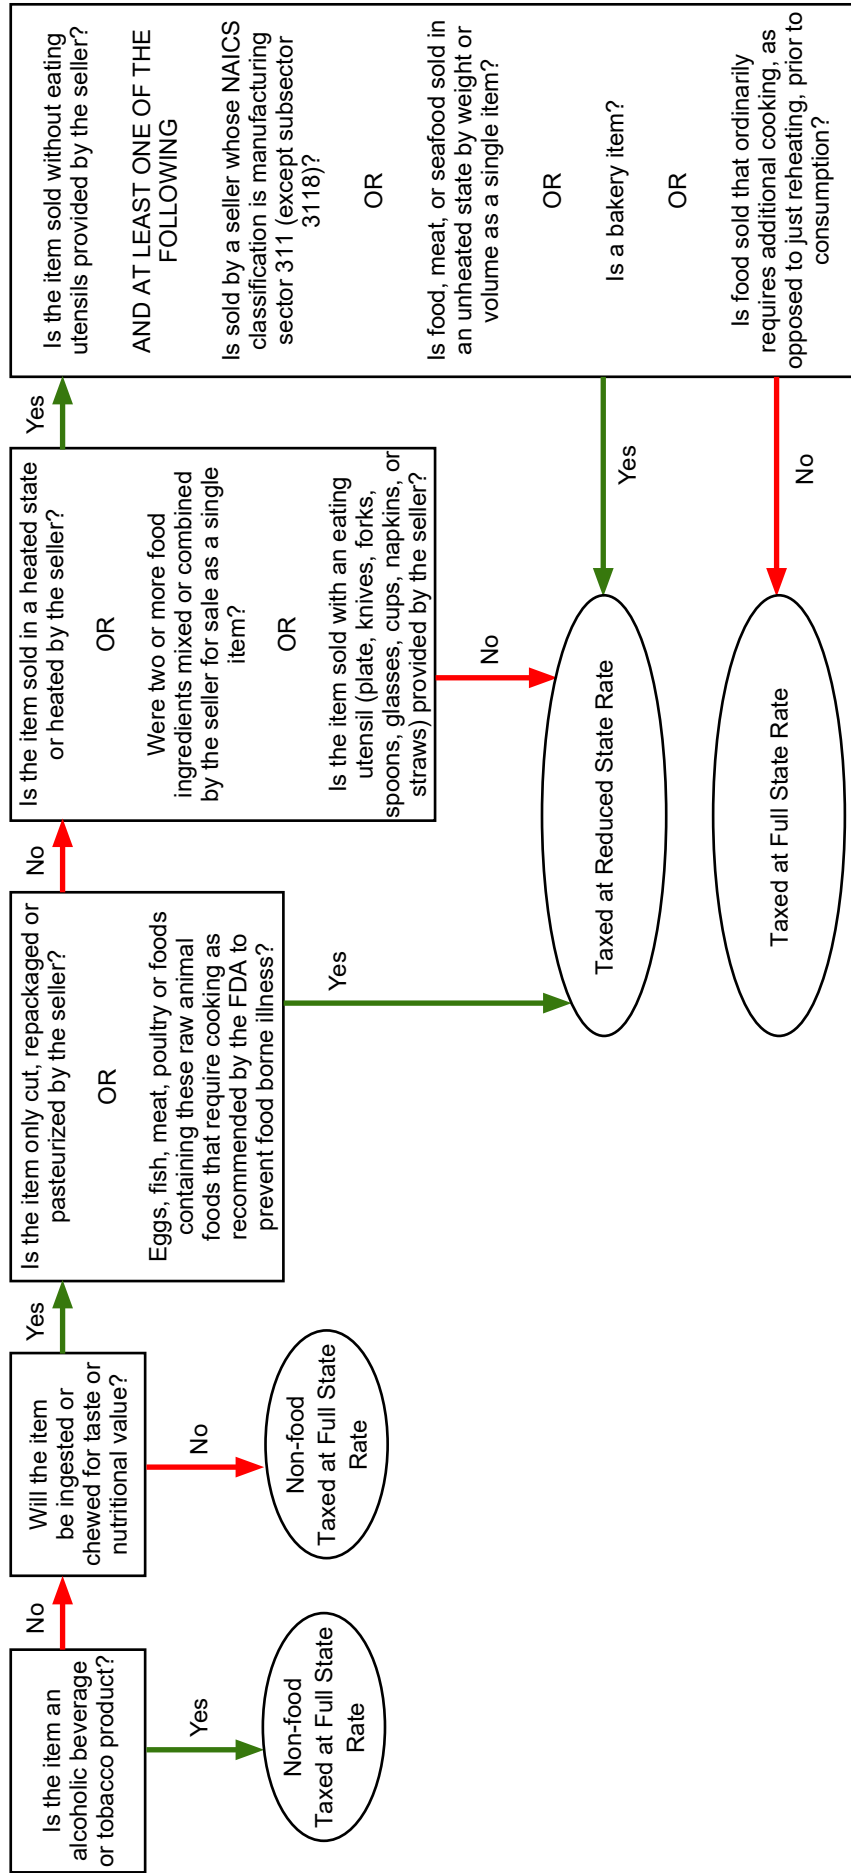 Is the item an
alcoholic beverage
or tobacco product?
No
Yes
Non-food
Taxed at Full State
Rate
Will the item
be ingested or
chewed for taste or
nutritional value?
Yes
No
Non-food
Taxed at Full State
Rate
Is the item only cut, repackaged or
pasteurized by the seller?
OR
Eggs, fish, meat, poultry or foods
containing these raw animal
foods that require cooking as
recommended by the FDA to
prevent food borne illness?
No
Yes
Is the item sold in a heated state
or heated by the seller?
OR
Were two or more food
ingredients mixed or combined
by the seller for sale as a single
item?
OR
Is the item sold with an eating
utensil (plate, knives, forks,
spoons, glasses, cups, napkins, or
straws) provided by the seller?
Yes
No
Is the item sold without eating
utensils provided by the seller?
AND AT LEAST ONE OF THE
FOLLOWING
Is sold by a seller whose NAICS
classification is manufacturing
sector 311 (except subsector
3118)?
OR
Is food, meat, or seafood sold in
an unheated state by weight or
volume as a single item?
OR
Is a bakery item?
OR
Is food sold that ordinarily
requires additional cooking, as
opposed to just reheating, prior to
consumption?
Yes
No
Taxed at Reduced State Rate
Taxed at Full State Rate